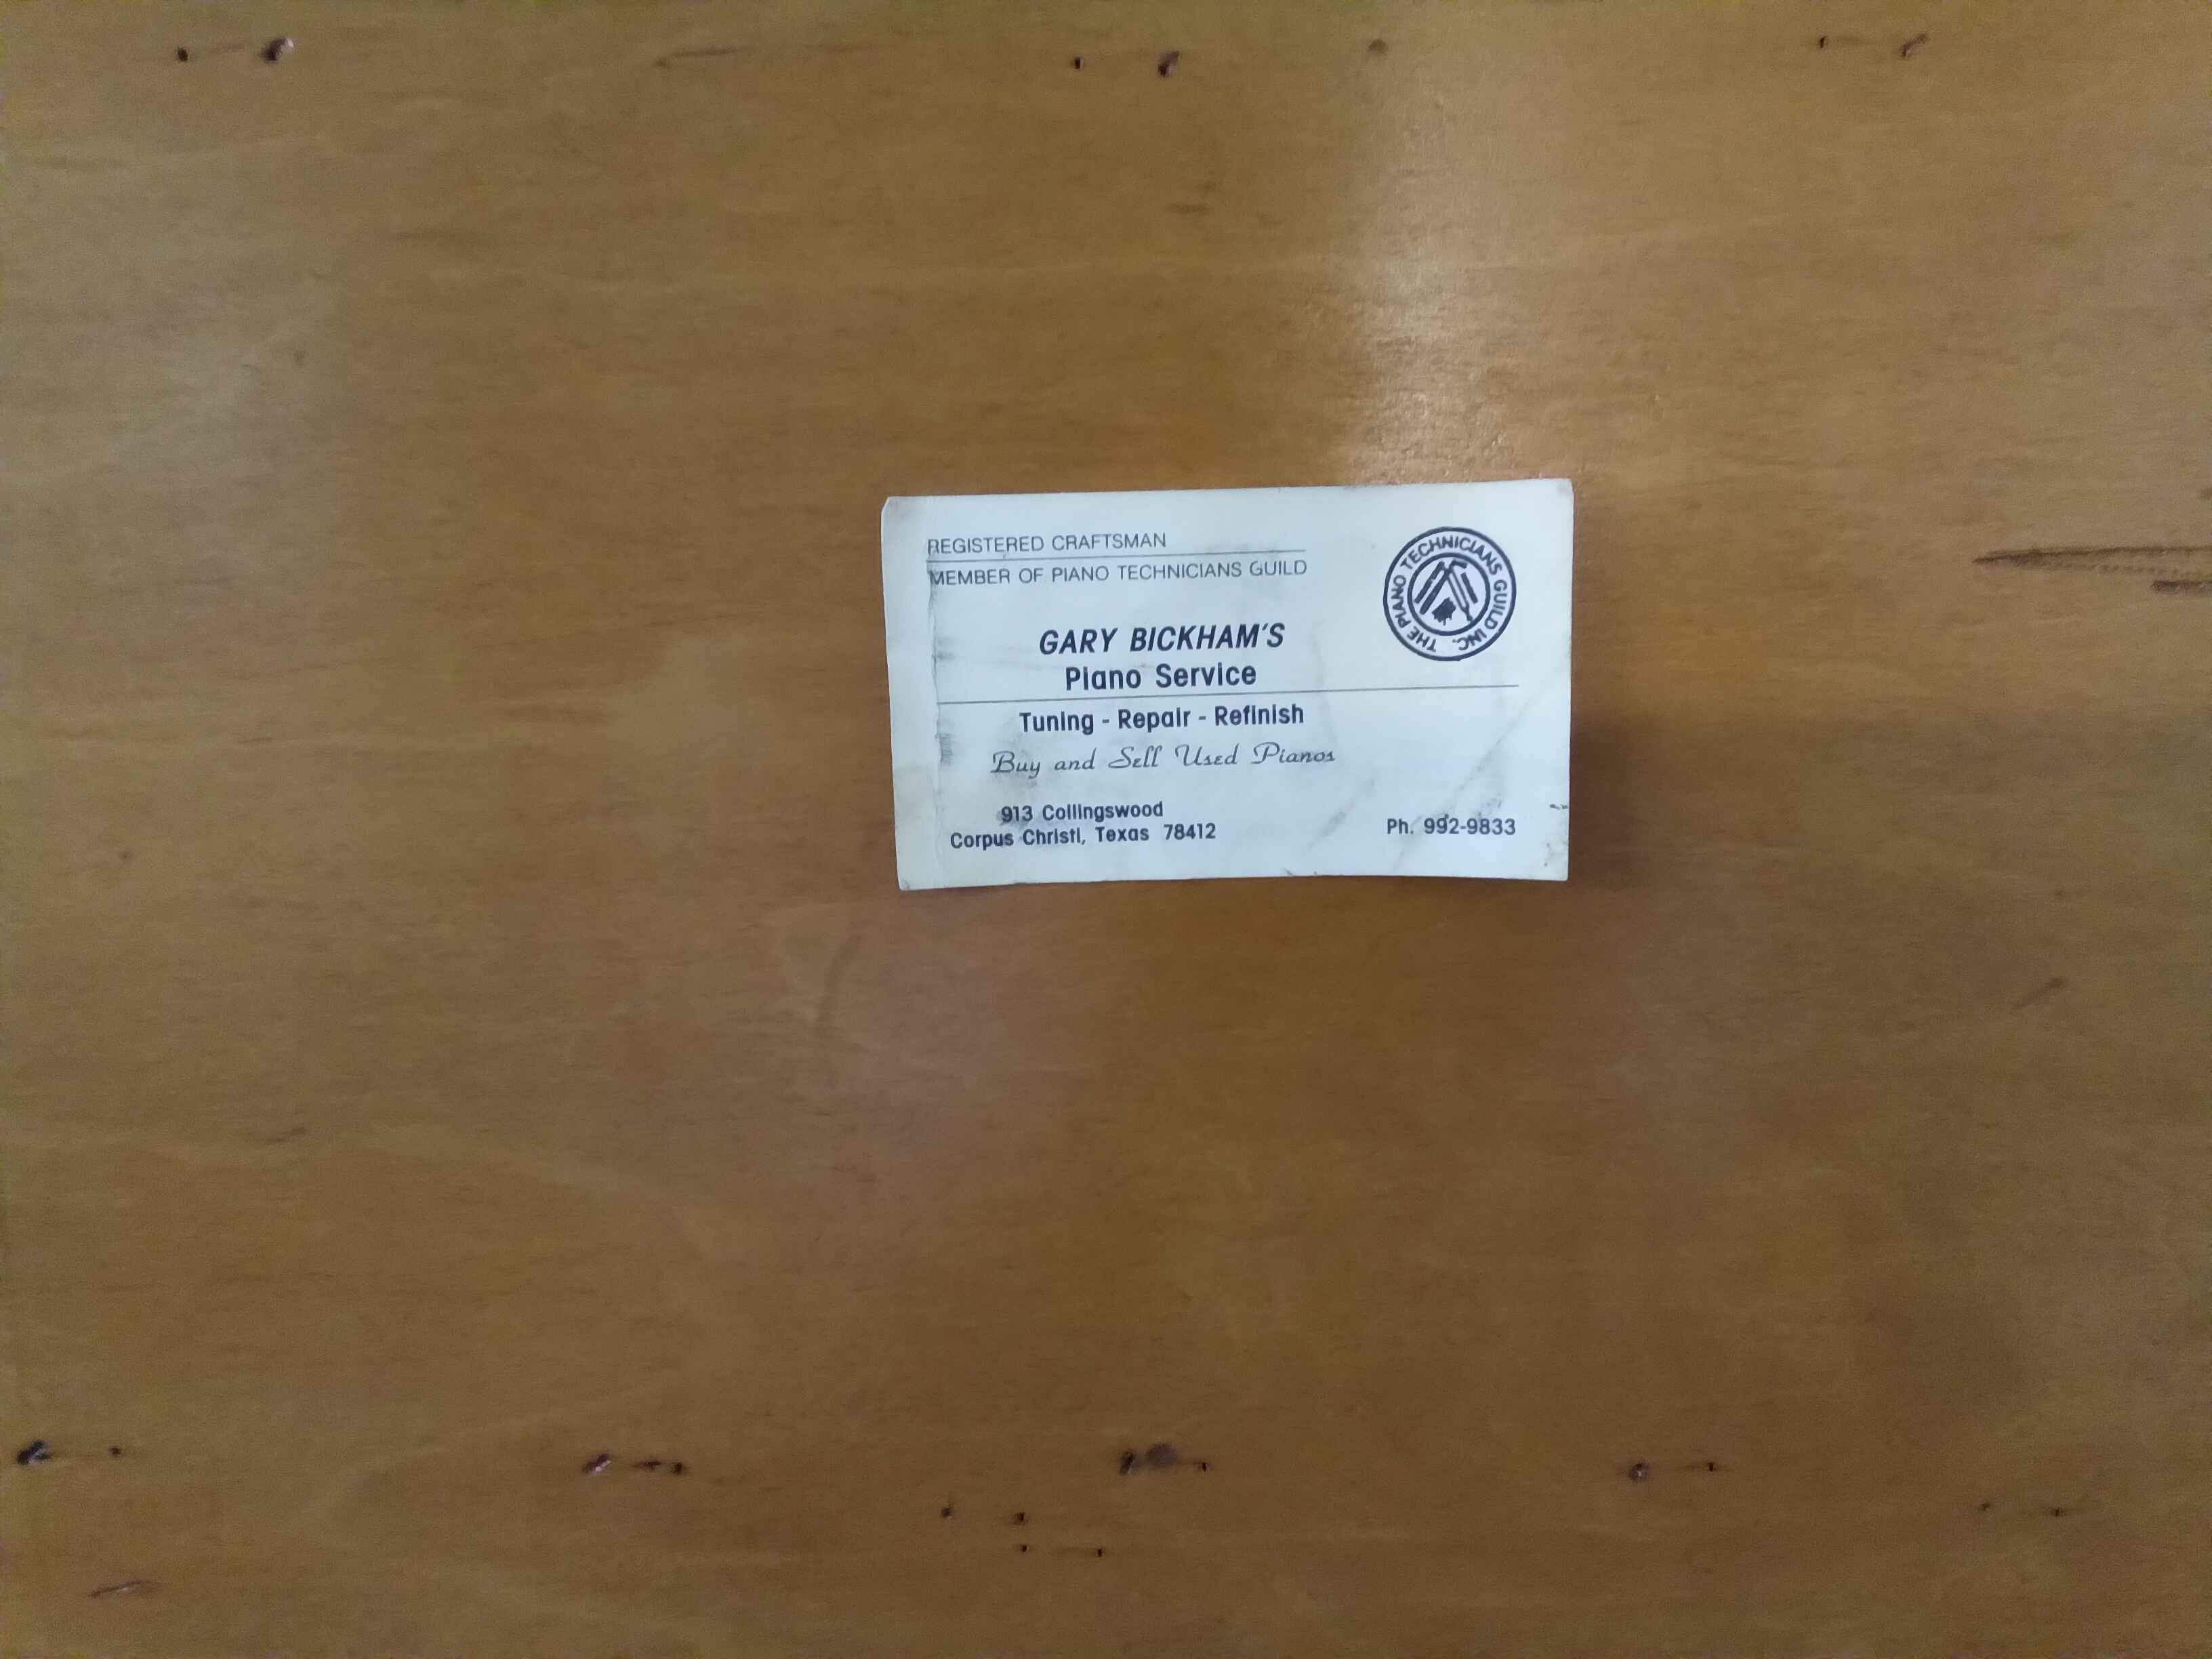 REGISTERED CRAFTSMAN
MEMBER OF PIANO TECHNICIANS GUILD
THE PIANO TECHNICIANS GUILD INC.
GARY BICKHAM'S
Piano Service
Tuning - Repair - Refinish
Buy and Sell Used Pianos
913 Collingswood
Corpus Christi, Texas 78412
Ph. 992-9833